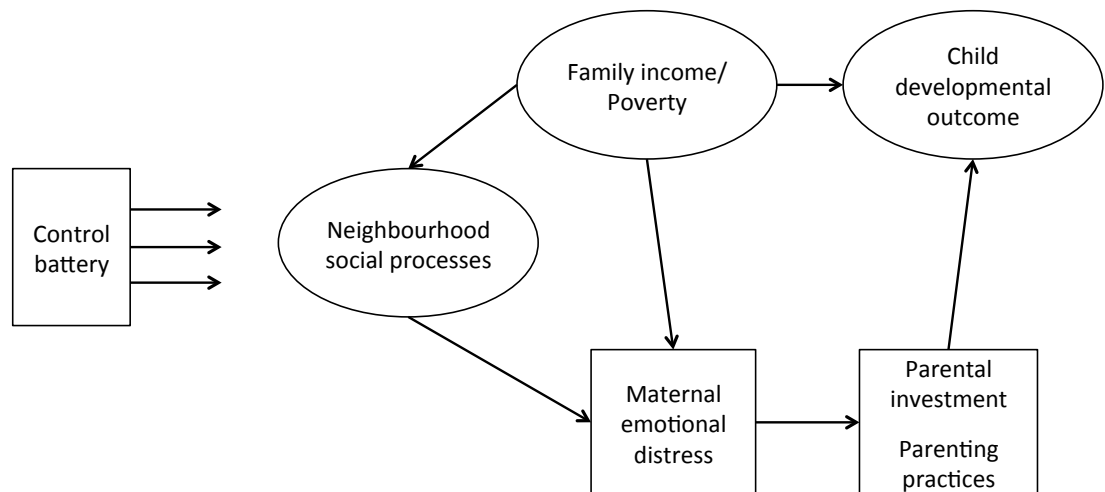 Family income/
Poverty
Child
developmental
outcome
Control
battery
Neighbourhood
social processes
Maternal
emotional
distress
Parental
investment
Parenting
practices